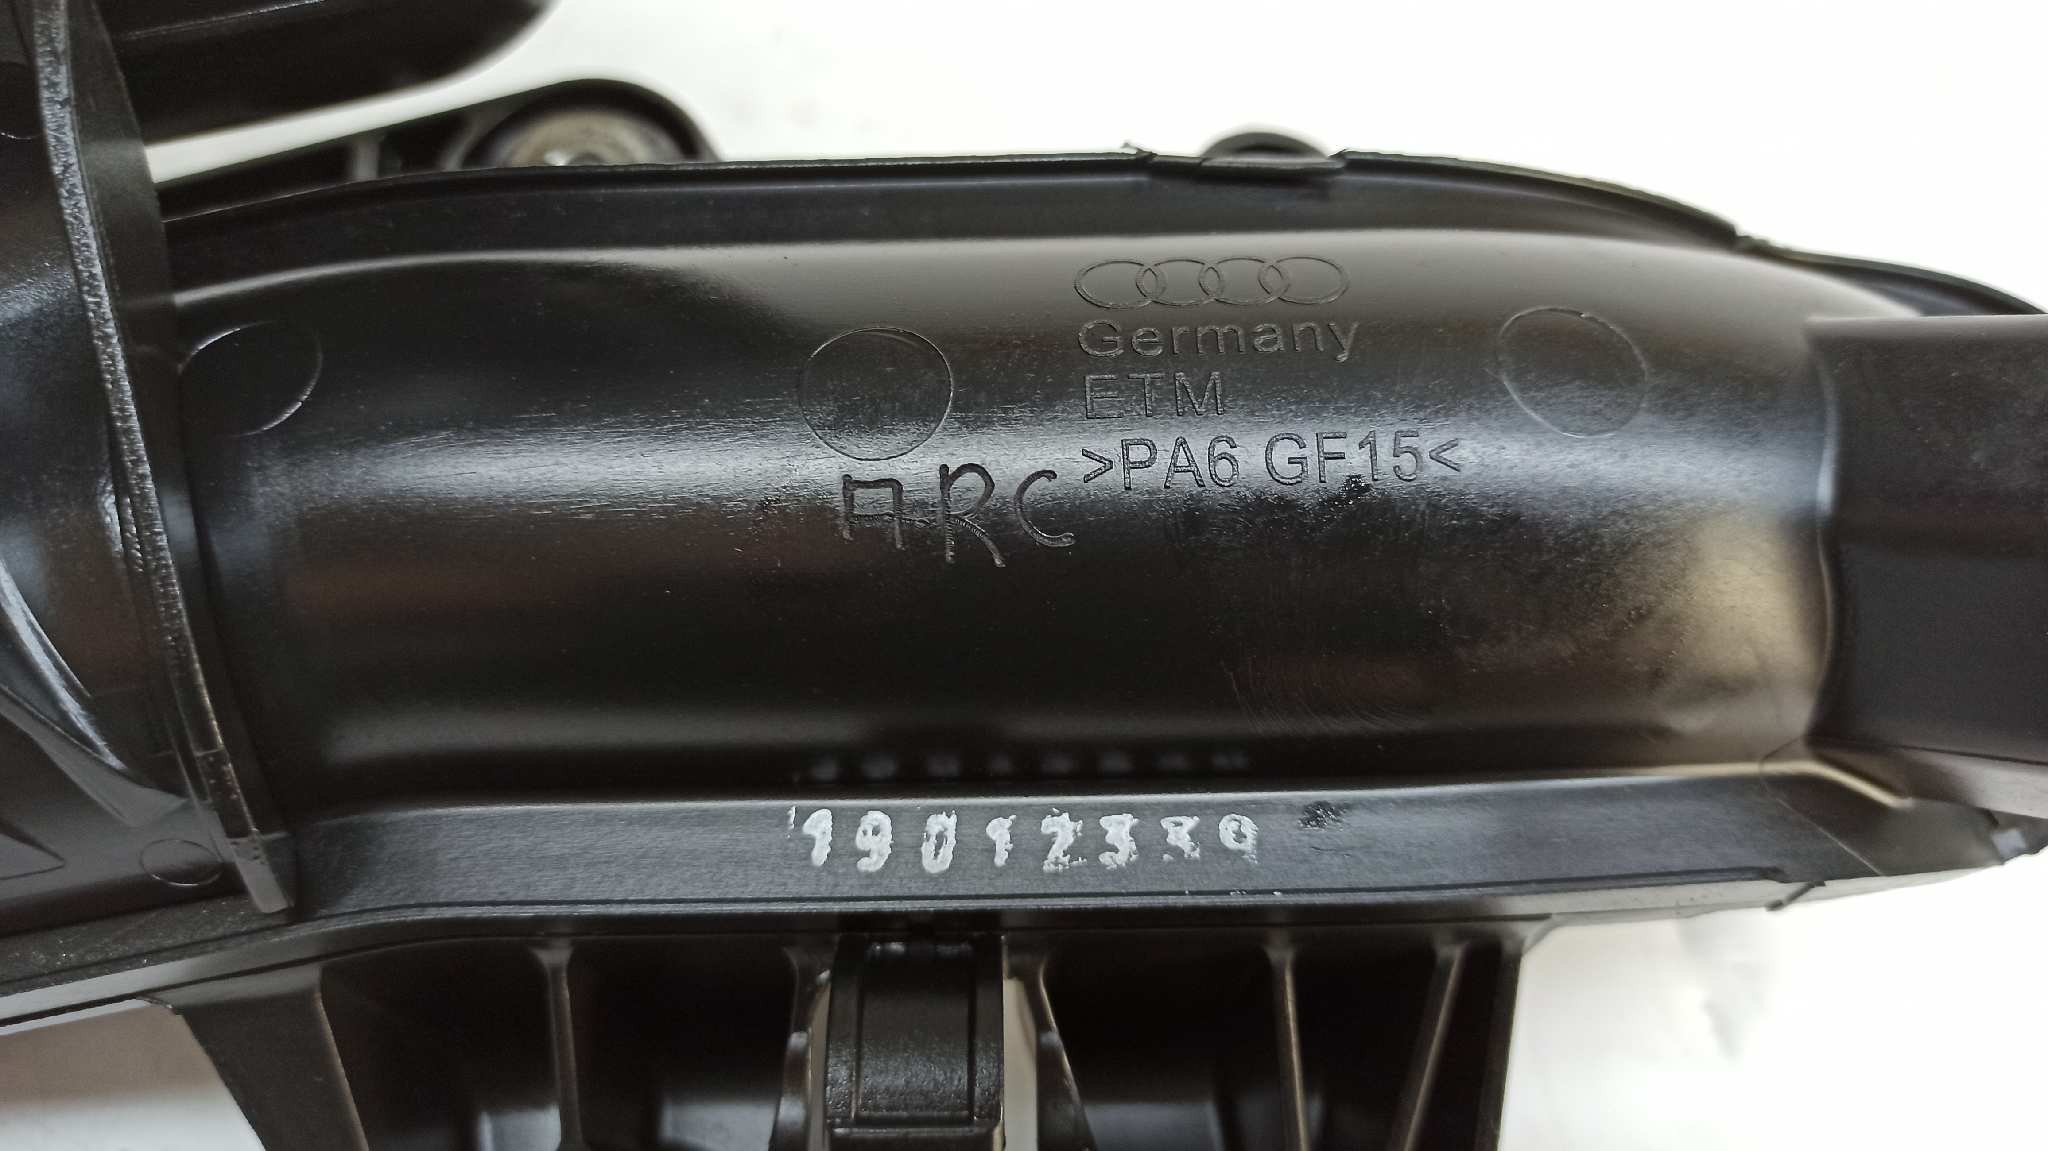 Germany
ETM
>PA6 GF15<
ARC
19012339